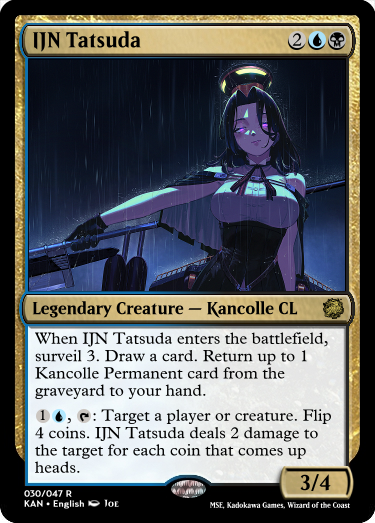 IJN Tatsuda 2
Legendary Creature — Kancolle CL
When IJN Tatsuda enters the battlefield,
surveil 3. Draw a card. Return up to 1
Kancolle Permanent card from the
graveyard to your hand.
1, : Target a player or creature. Flip
4 coins. IJN Tatsuda deals 2 damage to
the target for each coin that comes up
heads.
3/4
030/047 R
KAN • English JOE
MSE, Kadokawa Games, Wizard of the Coast